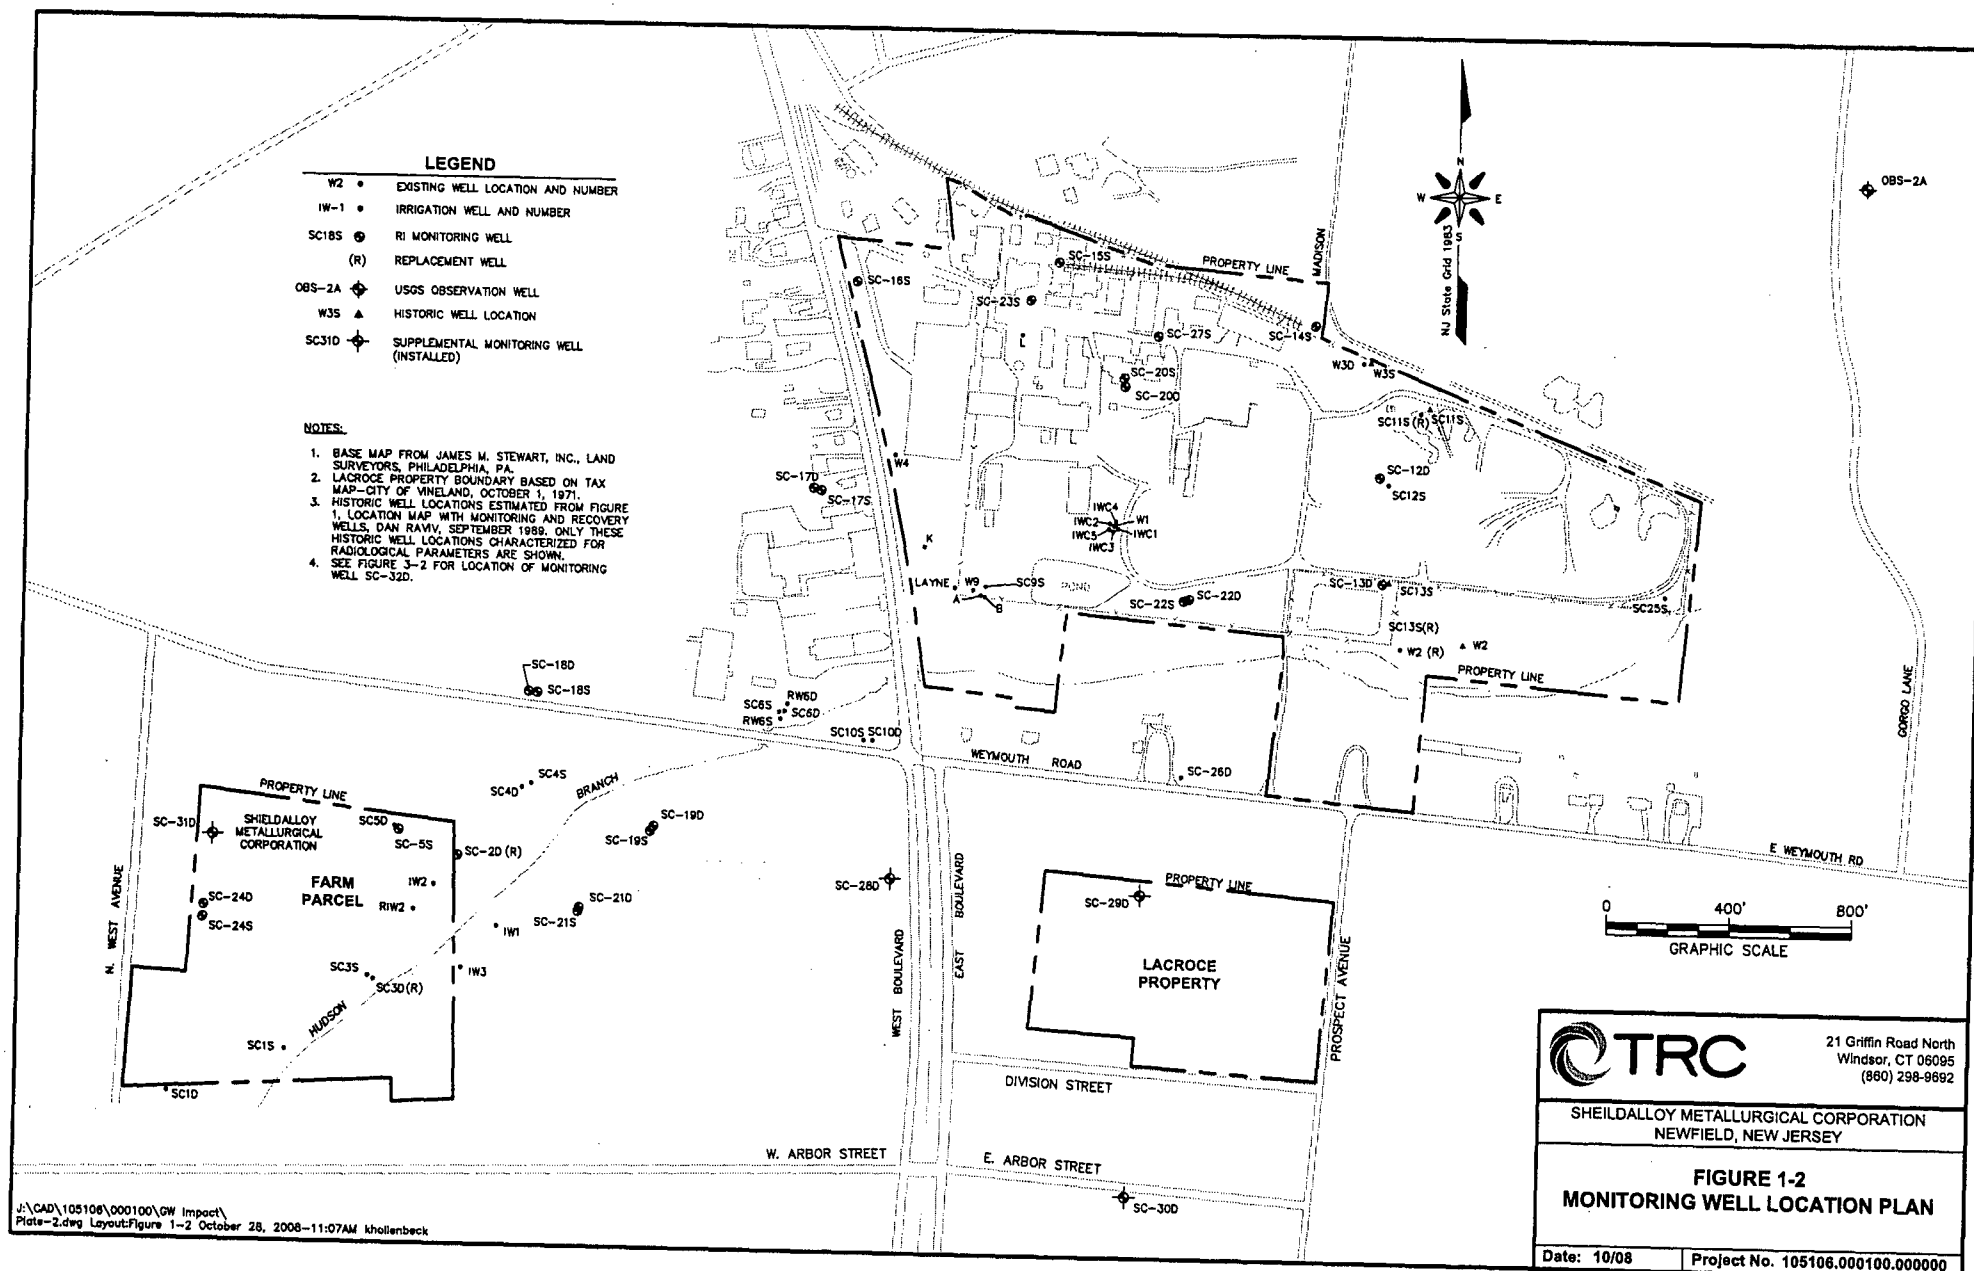 LEGEND
W2 EXISTING WELL LOCATION AND NUMBER
IW-1 IRRIGATION WELL AND NUMBER
SC18S RI MONITORING WELL
(R) REPLACEMENT WELL
OBS-2A USGS OBSERVATION WELL
W3S HISTORIC WELL LOCATION
SC31D SUPPLEMENTAL MONITORING WELL
(INSTALLED)
NOTES:
1. BASE MAP FROM JAMES M. STEWART, INC., LAND
SURVEYORS, PHILADELPHIA, PA.
2. LACROCE PROPERTY BOUNDARY BASED ON TAX
MAP-CITY OF VINELAND, OCTOBER 1, 1971.
3. HISTORIC WELL LOCATIONS ESTIMATED FROM FIGURE
1, LOCATION MAP WITH MONITORING AND RECOVERY
WELLS, DAN RAVIV, SEPTEMBER 1989. ONLY THESE
HISTORIC WELL LOCATIONS CHARACTERIZED FOR
RADIOLOGICAL PARAMETERS ARE SHOWN.
4. SEE FIGURE 3-2 FOR LOCATION OF MONITORING
WELL SC-32D.
N
W E
S
NJ State Grid 1983
OBS-2A
MADISON
PROPERTY LINE
SC-15S
SC-16S
SC-23S
L
SC-27S
SC-14S
W3D
W3S
SC-20S
SC-20D
SC11S (R)
SC11S
W4
SC-17D
SC-17S
SC-12D
SC12S
IWC4
IWC2
W1
IWC5
IWC1
IWC3
K
LAYNE
W9
SC9S
A
B
POND
SC-22S
SC-22D
SC-13D
SC13S
SC25S
SC13S(R)
W2 (R)
W2
PROPERTY LINE
GORGO LANE
SC-18D
SC-18S
RW6D
SC6S
SC6D
RW6S
SC10S
SC10D
WEYMOUTH ROAD
SC-26D
SC4S
SC4D
BRANCH
PROPERTY LINE
SC-31D
SHIELDALLOY
METALLURGICAL
CORPORATION
SC5D
SC-5S
SC-2D (R)
SC-19D
SC-19S
FARM
PARCEL
IW2
RIW2
SC-24D
SC-24S
SC-21D
SC-21S
IW1
SC-28D
N. WEST AVENUE
SC3S
SC3D(R)
IW3
HUDSON
SC1S
SC1D
WEST BOULEVARD
EAST BOULEVARD
PROPERTY LINE
SC-29D
LACROCE
PROPERTY
PROSPECT AVENUE
E WEYMOUTH RD
0 400' 800'
GRAPHIC SCALE
DIVISION STREET
W. ARBOR STREET
E. ARBOR STREET
SC-30D
J:\CAD\105106\000100\GW Impact\
Plate-2.dwg Layout:Figure 1-2 October 28, 2008-11:07AM khollenbeck
TRC
21 Griffin Road North
Windsor, CT 06095
(860) 298-9692
SHEILDALLOY METALLURGICAL CORPORATION
NEWFIELD, NEW JERSEY
FIGURE 1-2
MONITORING WELL LOCATION PLAN
Date: 10/08
Project No. 105106.000100.000000